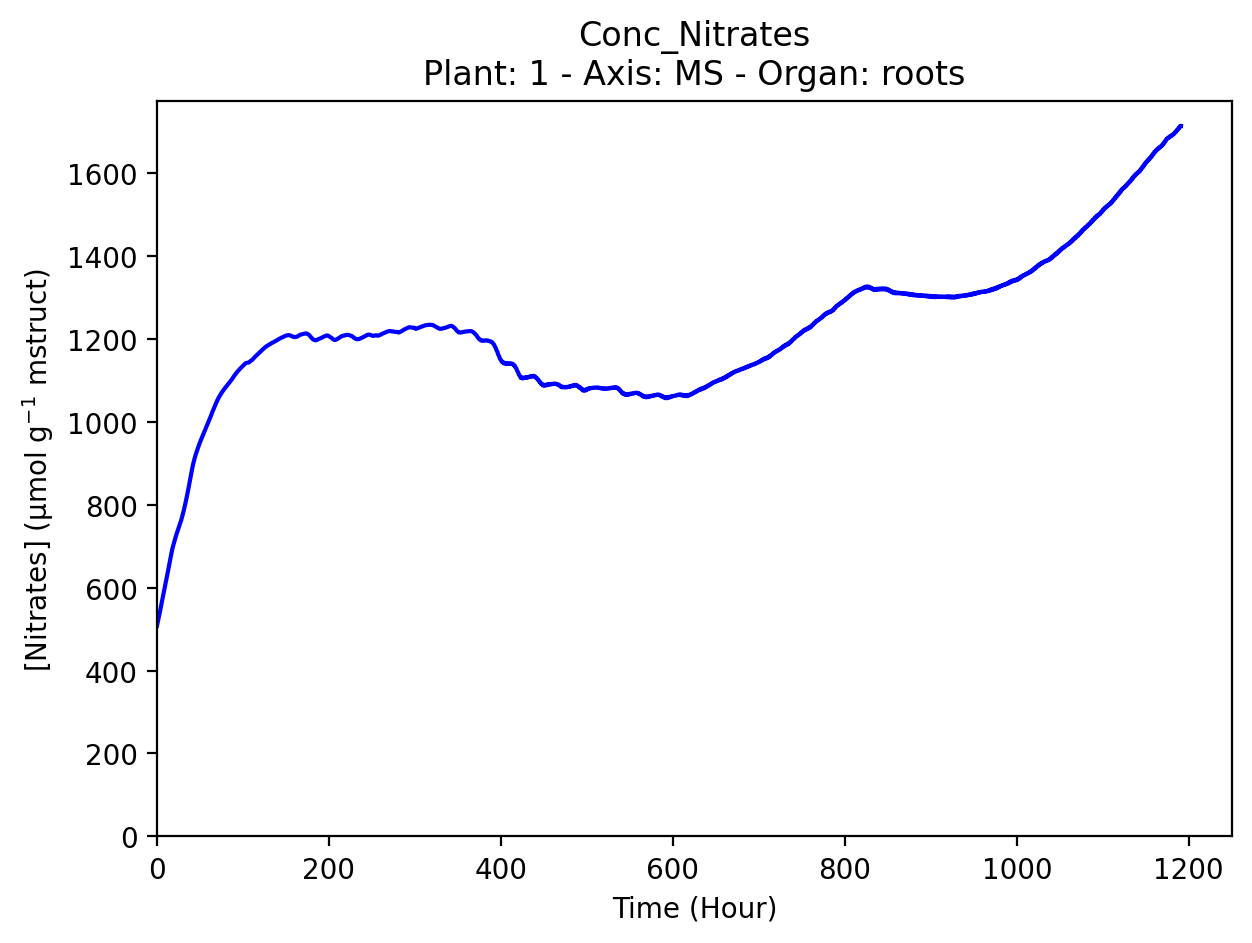 Conc_Nitrates
Plant: 1 - Axis: MS - Organ: roots
[Nitrates] (µmol g⁻¹ mstruct)
1600
1400
1200
1000
800
600
400
200
0
0 200 400 600 800 1000 1200
Time (Hour)